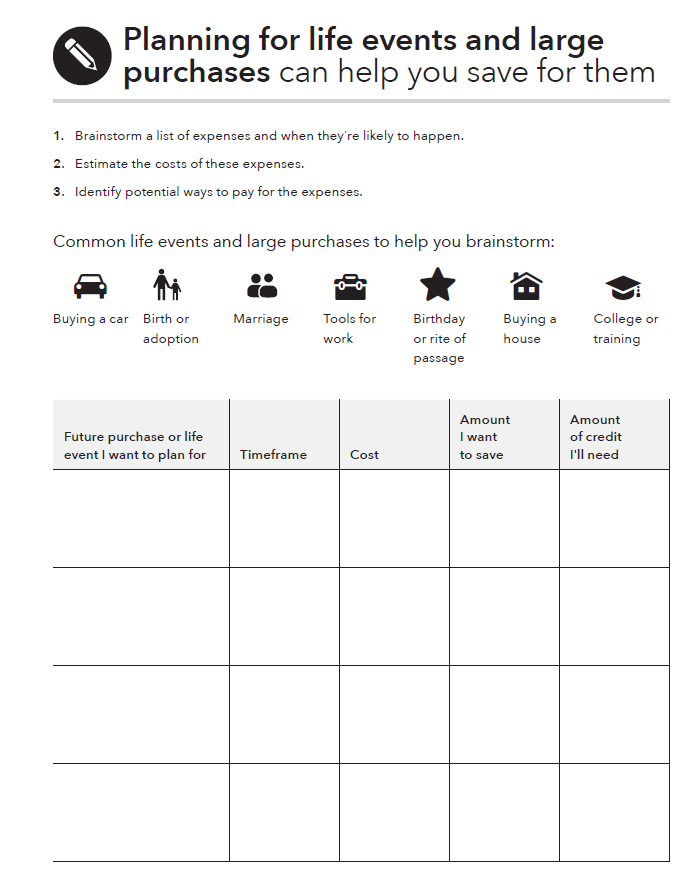 Planning for life events and large
purchases can help you save for them
1. Brainstorm a list of expenses and when they're likely to happen.
2. Estimate the costs of these expenses.
3. Identify potential ways to pay for the expenses.
Common life events and large purchases to help you brainstorm:
Buying a car
Birth or
adoption
Marriage
Tools for
work
Birthday
or rite of
passage
Buying a
house
College or
training
Future purchase or life
event I want to plan for
Timeframe
Cost
Amount
I want
to save
Amount
of credit
I'll need